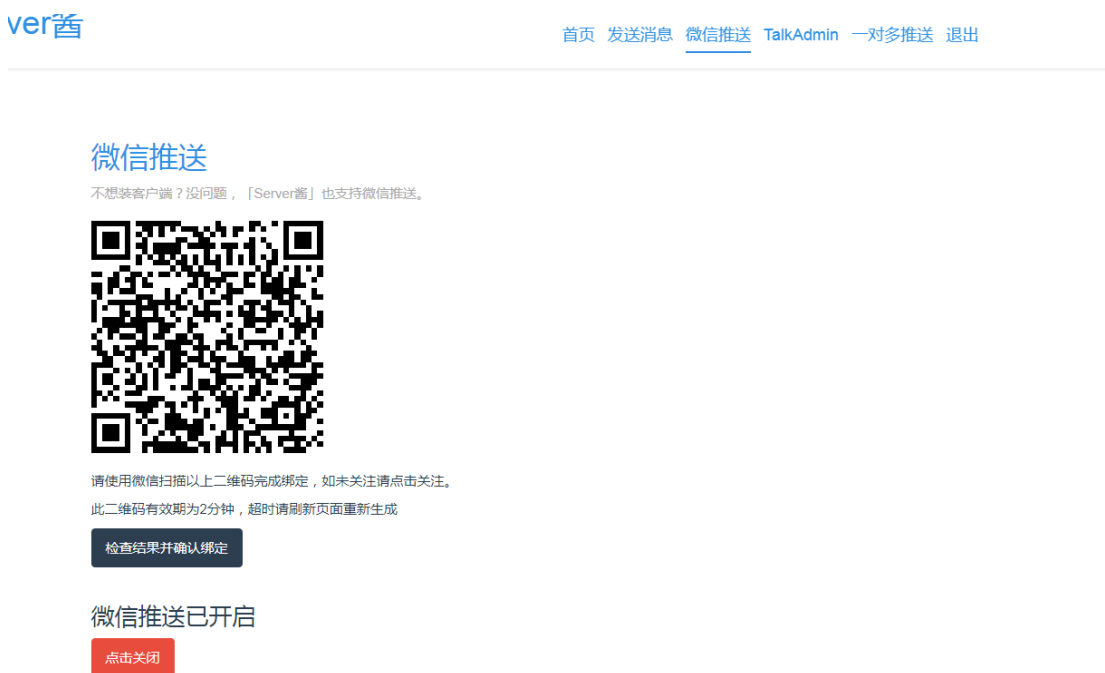 ver酱
首页 发送消息 微信推送 TalkAdmin 一对多推送 退出
微信推送
不想装客户端？没问题，「Server酱」也支持微信推送。
请使用微信扫描以上二维码完成绑定，如未关注请点击关注。
此二维码有效期为2分钟，超时请刷新页面重新生成
检查结果并确认绑定
微信推送已开启
点击关闭